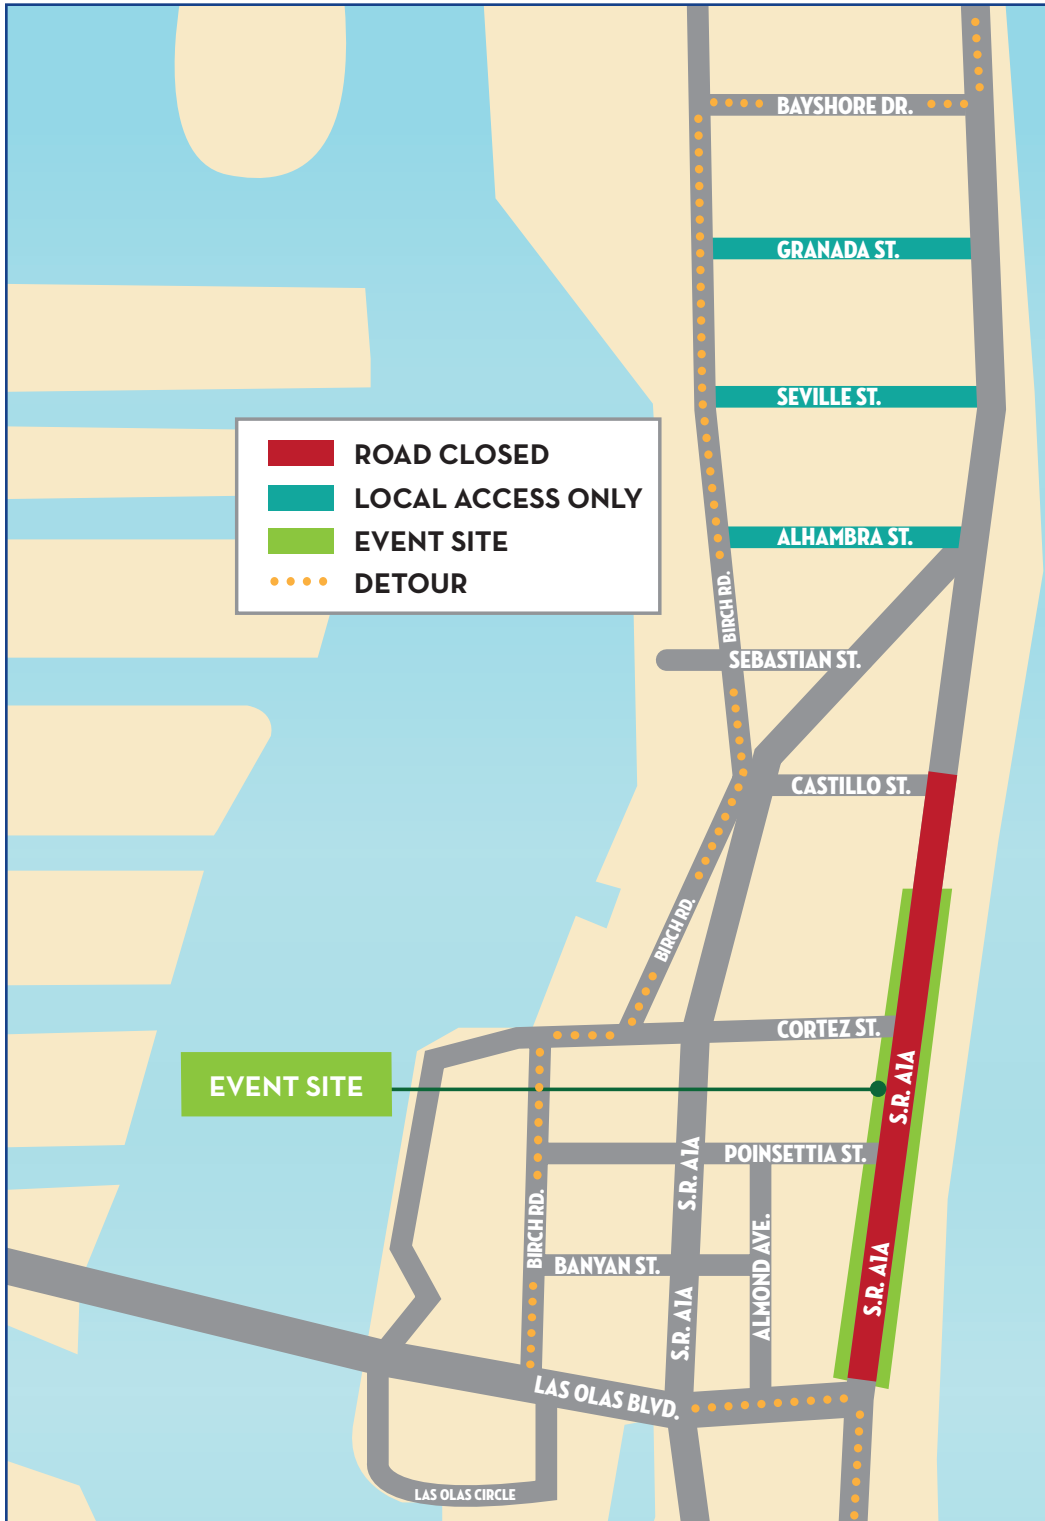 BAYSHORE DR.
GRANADA ST.
SEVILLE ST.
ROAD CLOSED
LOCAL ACCESS ONLY
EVENT SITE
DETOUR
ALHAMBRA ST.
BIRCH RD.
SEBASTIAN ST.
CASTILLO ST.
BIRCH RD.
CORTEZ ST.
EVENT SITE
S.R. A1A
POINSETTIA ST.
S.R. A1A
BIRCH RD.
ALMOND AVE.
BANYAN ST.
S.R. A1A
S.R. A1A
LAS OLAS BLVD.
LAS OLAS CIRCLE